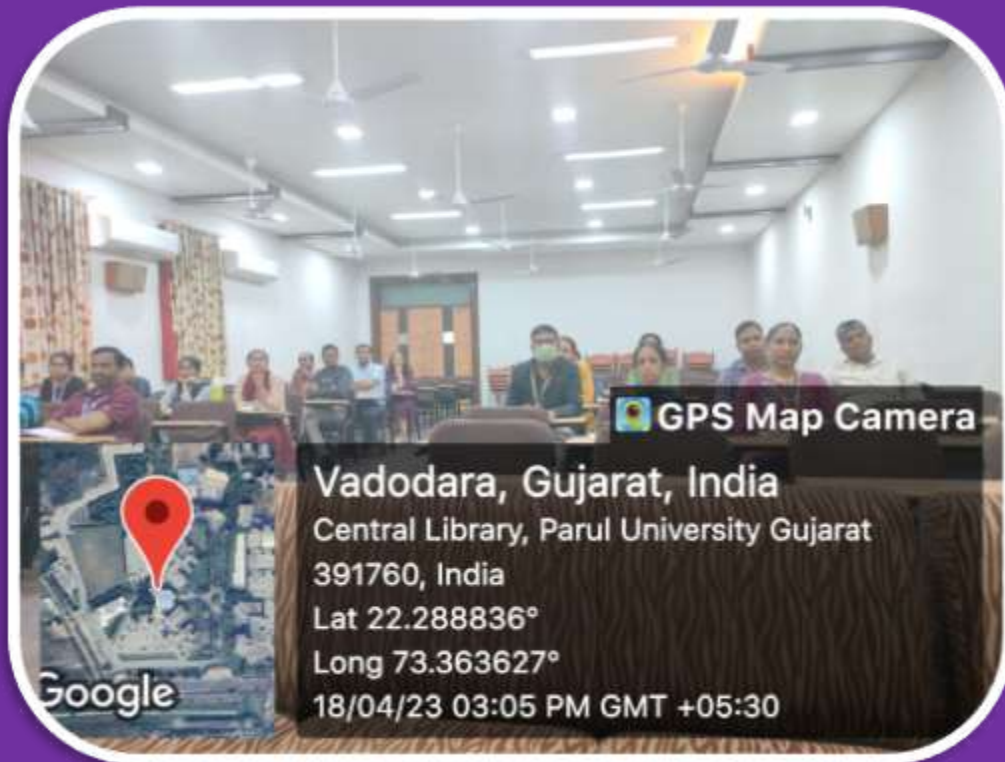 GPS Map Camera
Vadodara, Gujarat, India
Central Library, Parul University Gujarat
391760, India
Lat 22.288836°
Long 73.363627°
18/04/23 03:05 PM GMT +05:30
Google